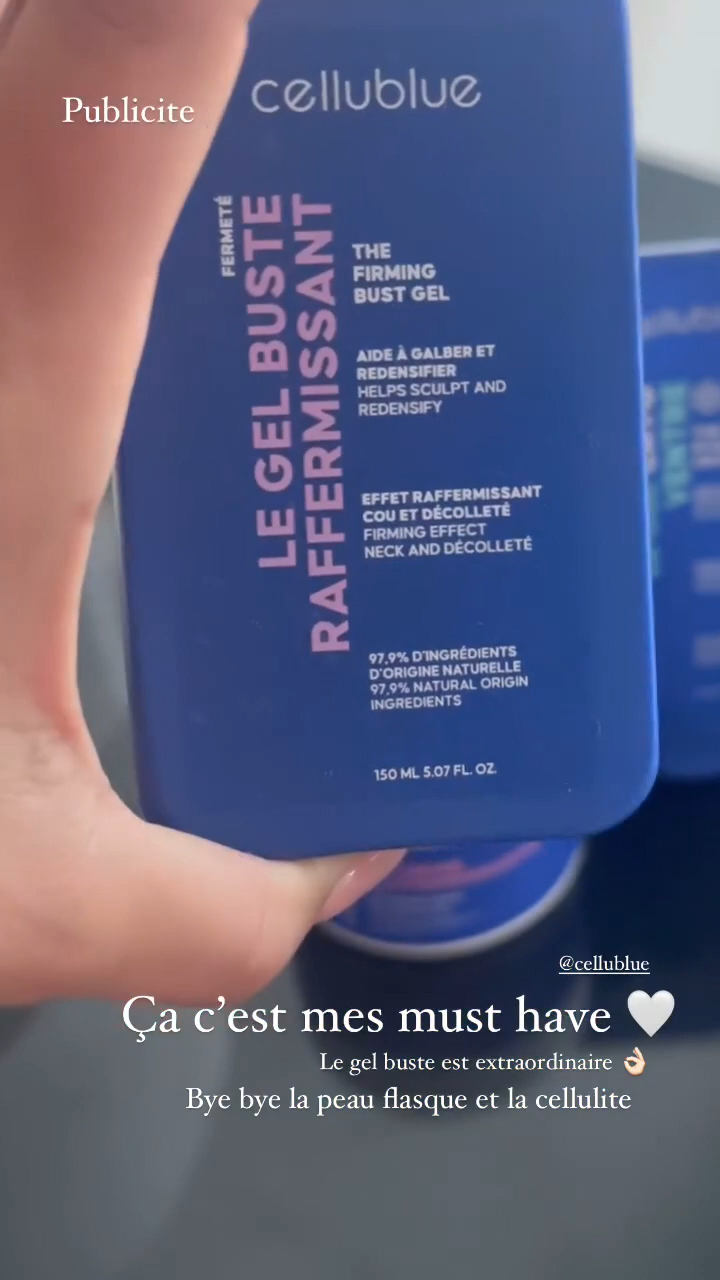 Publicite
cellublue
FERMETÉ
LE GEL BUSTE
RAFFERMISSANT
THE
FIRMING
BUST GEL
AIDE À GALBER ET
REDENSIFIER
HELPS SCULPT AND
REDENSIFY
EFFET RAFFERMISSANT
COU ET DÉCOLLETÉ
FIRMING EFFECT
NECK AND DÉCOLLETÉ
97,9% D'INGRÉDIENTS
D'ORIGINE NATURELLE
97,9% NATURAL ORIGIN
INGREDIENTS
150 ML 5.07 FL. OZ.
VENTRE
@cellublue
Ça c'est mes must have 🤍
Le gel buste est extraordinaire 👌🏻
Bye bye la peau flasque et la cellulite